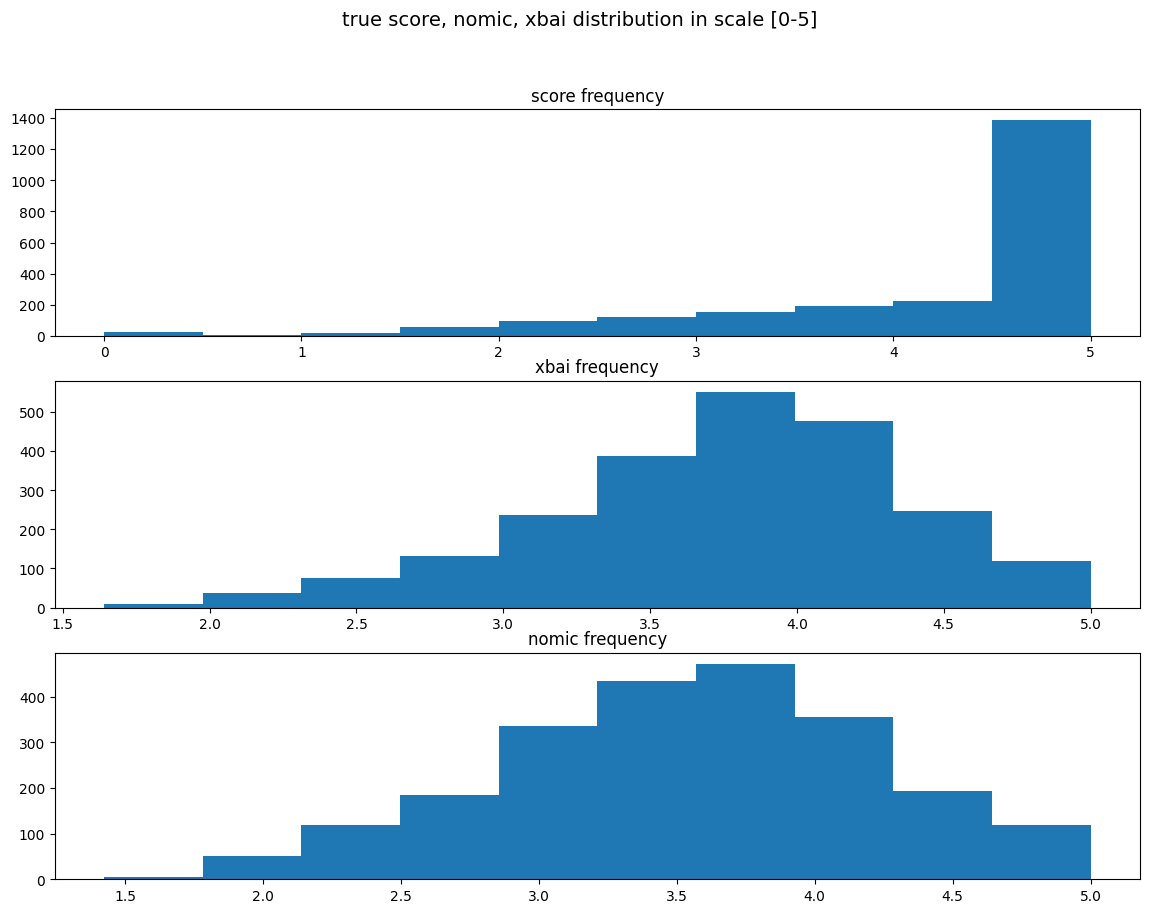 true score, nomic, xbai distribution in scale [0-5]
score frequency
1400
1200
1000
800
600
400
200
0
0 1 2 3 4 5
xbai frequency
500
400
300
200
100
0
1.5 2.0 2.5 3.0 3.5 4.0 4.5 5.0
nomic frequency
400
300
200
100
0
1.5 2.0 2.5 3.0 3.5 4.0 4.5 5.0